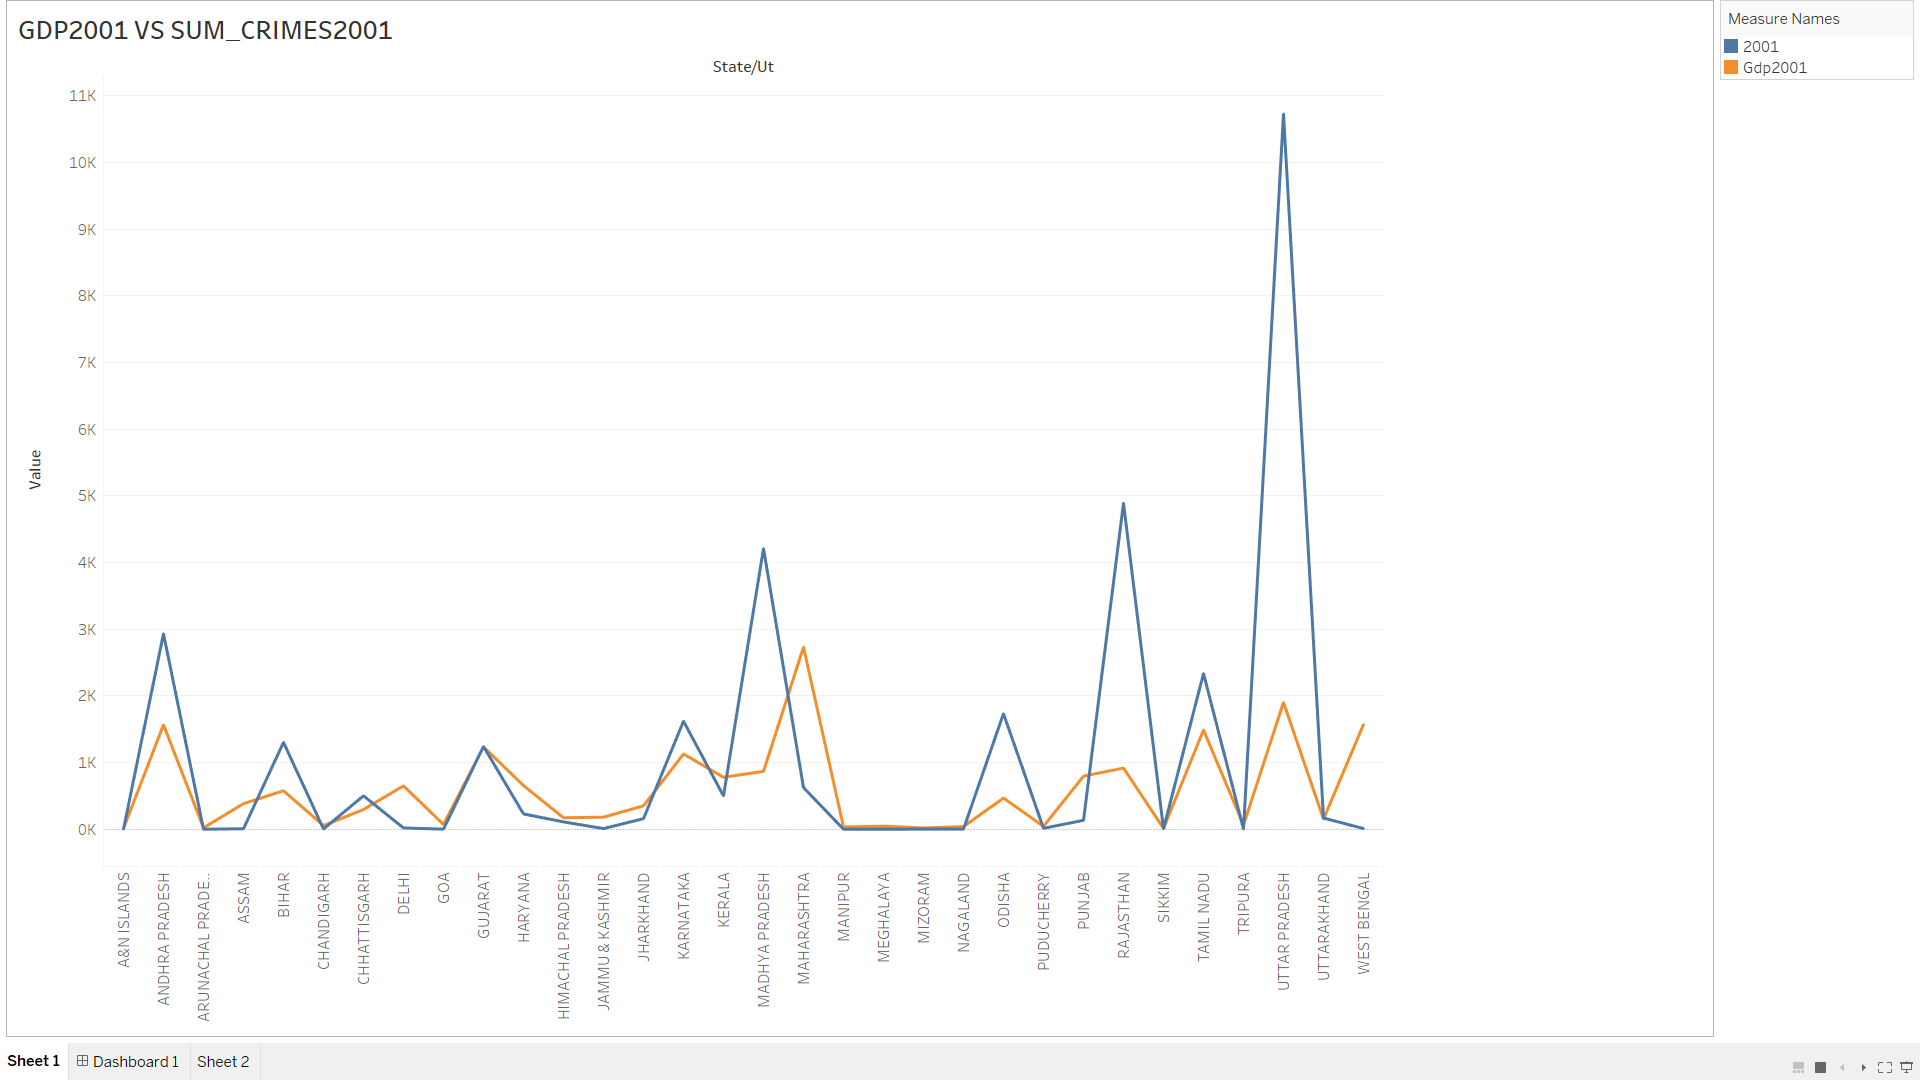 GDP2001 VS SUM_CRIMES2001
State/Ut
Measure Names
2001
Gdp2001
Value
11K
10K
9K
8K
7K
6K
5K
4K
3K
2K
1K
0K
A&N ISLANDS
ANDHRA PRADESH
ARUNACHAL PRADE..
ASSAM
BIHAR
CHANDIGARH
CHHATTISGARH
DELHI
GOA
GUJARAT
HARYANA
HIMACHAL PRADESH
JAMMU & KASHMIR
JHARKHAND
KARNATAKA
KERALA
MADHYA PRADESH
MAHARASHTRA
MANIPUR
MEGHALAYA
MIZORAM
NAGALAND
ODISHA
PUDUCHERRY
PUNJAB
RAJASTHAN
SIKKIM
TAMIL NADU
TRIPURA
UTTAR PRADESH
UTTARAKHAND
WEST BENGAL
Sheet 1
Dashboard 1
Sheet 2